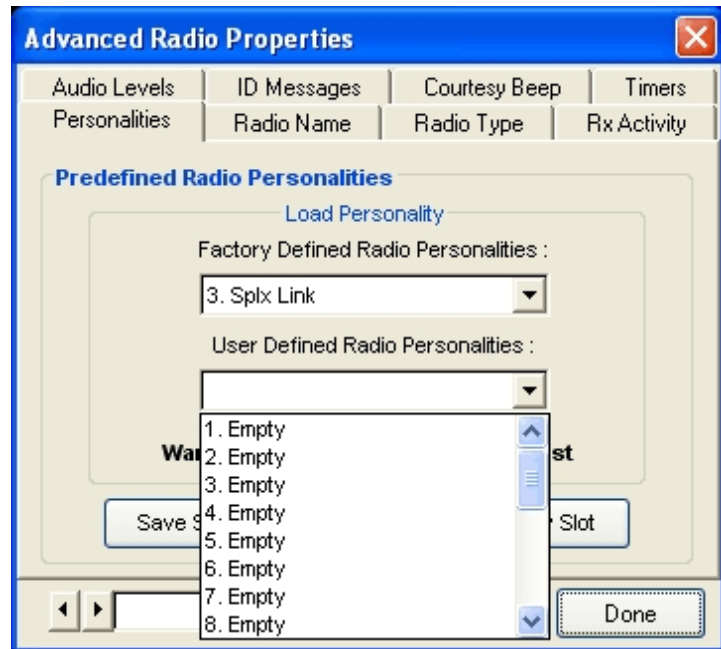 Advanced Radio Properties
Audio Levels ID Messages Courtesy Beep Timers
Personalities Radio Name Radio Type Rx Activity
Predefined Radio Personalities
Load Personality
Factory Defined Radio Personalities :
3. Splx Link
User Defined Radio Personalities :
1. Empty
2. Empty
3. Empty
4. Empty
5. Empty
6. Empty
7. Empty
8. Empty
Save
Slot
Done